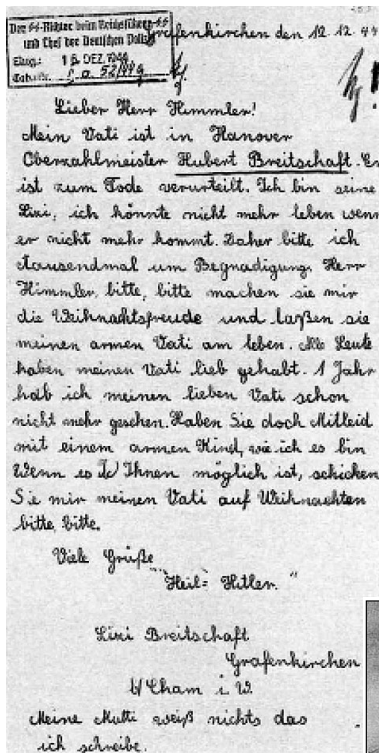 Der SS-Richter beim Reichsführer-SS
und Chef der Deutschen Polizei
Grafenkirchen den 12.12.44
Eing.: 15. DEZ. 1944
Lieber Herr Himmler!
Mein Vati ist in Hanover
Oberzahlmeister Hubert Breitschaft. Er
ist zum Tode verurteilt. Ich bin seine
Lixi, ich könnte nicht mehr leben wenn
er nicht mehr kommt. Daher bitte ich
tausendmal um Begnadigung. Herr
Himmler, bitte, bitte machen sie mir
die Weihnachtsfreude und laßen sie
meinen armen Vati am leben. Alle Leute
haben meinen Vati lieb gehabt. 1 Jahr
hab ich meinen lieben Vati schon
nicht mehr gesehen. Haben Sie doch Mitleid
mit einem armen Kind, wie ich es bin
Wenn es Ihnen möglich ist, schicken
Sie mir meinen Vati auf Weihnachten
bitte, bitte.
Viele Grüße
"Heil= Hitler."
Lixi Breitschaft
Grafenkirchen
b/ Cham i. W.
Meine Mutti weiß nichts das
ich schreibe.